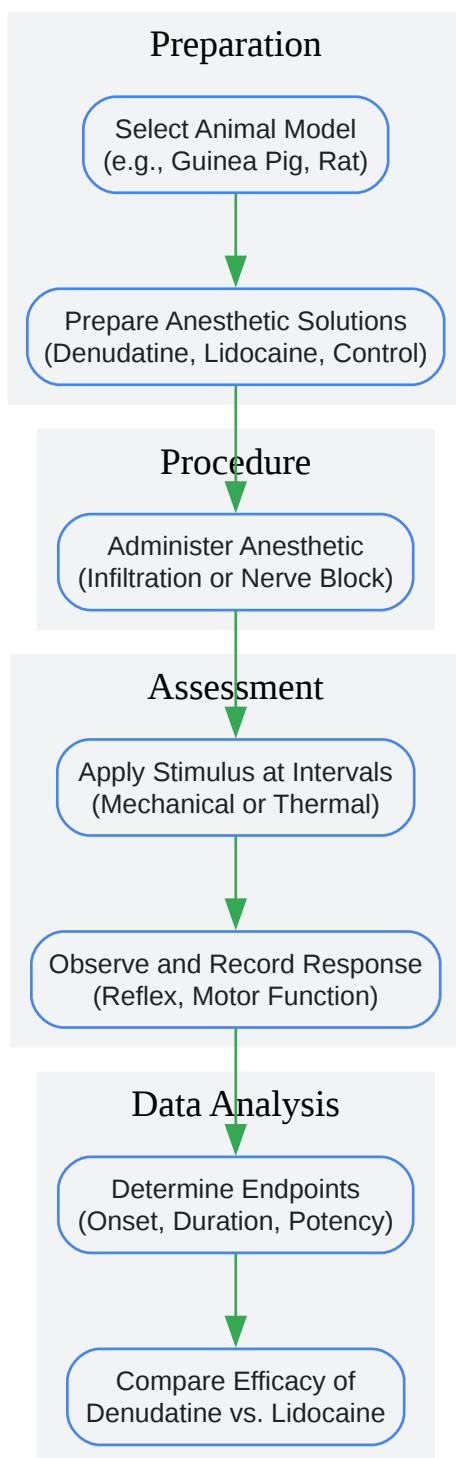 Preparation
Select Animal Model
(e.g., Guinea Pig, Rat)
Prepare Anesthetic Solutions
(Denudatine, Lidocaine, Control)
Procedure
Administer Anesthetic
(Infiltration or Nerve Block)
Assessment
Apply Stimulus at Intervals
(Mechanical or Thermal)
Observe and Record Response
(Reflex, Motor Function)
Data Analysis
Determine Endpoints
(Onset, Duration, Potency)
Compare Efficacy of
Denudatine vs. Lidocaine